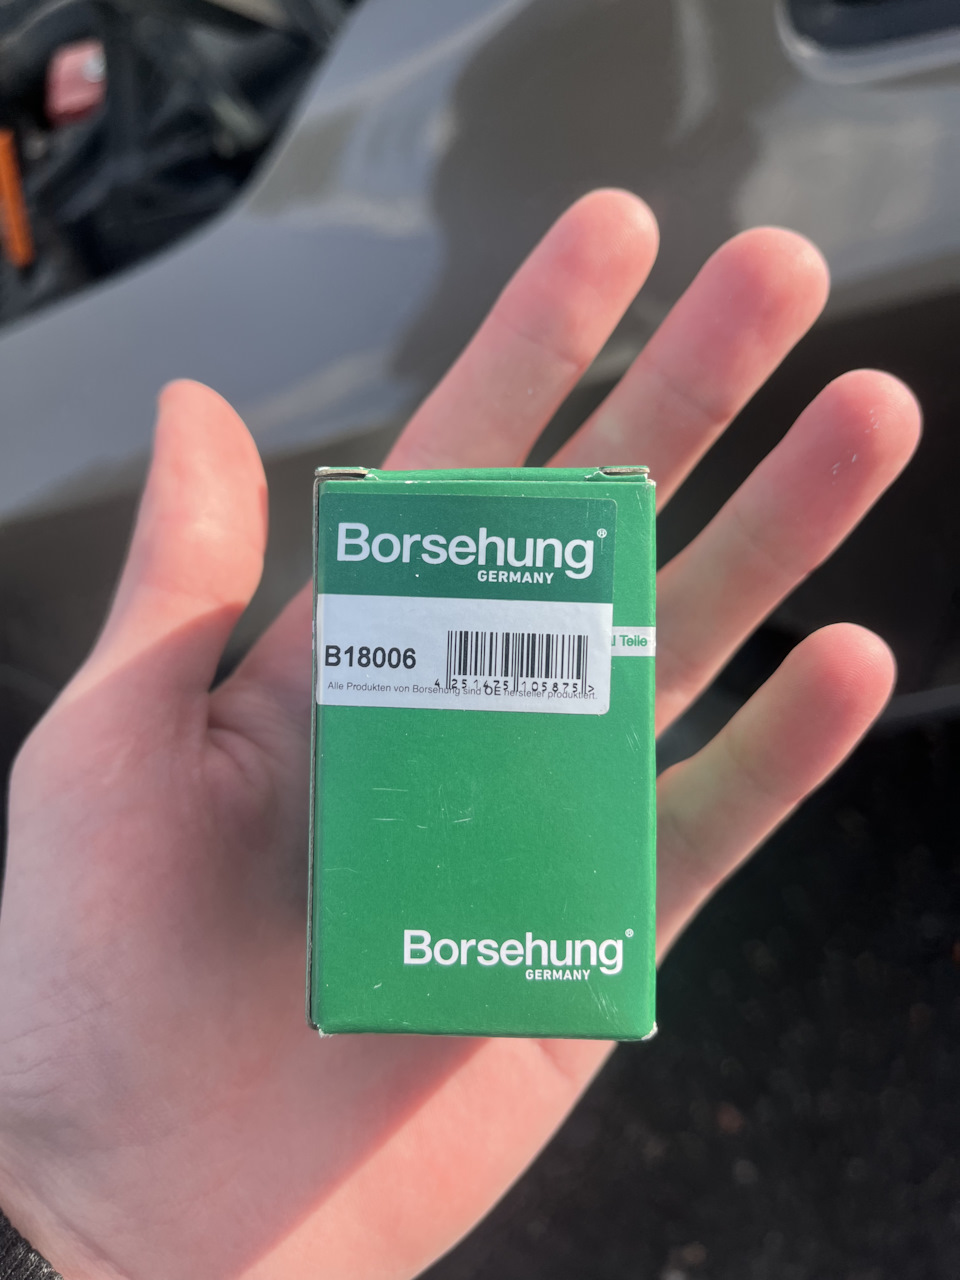 Borsehung®
GERMANY
B18006
Teile
4 251475 105875 >
Alle Produkten von Borsehung sind OE hersteller produktiert.
Borsehung®
GERMANY